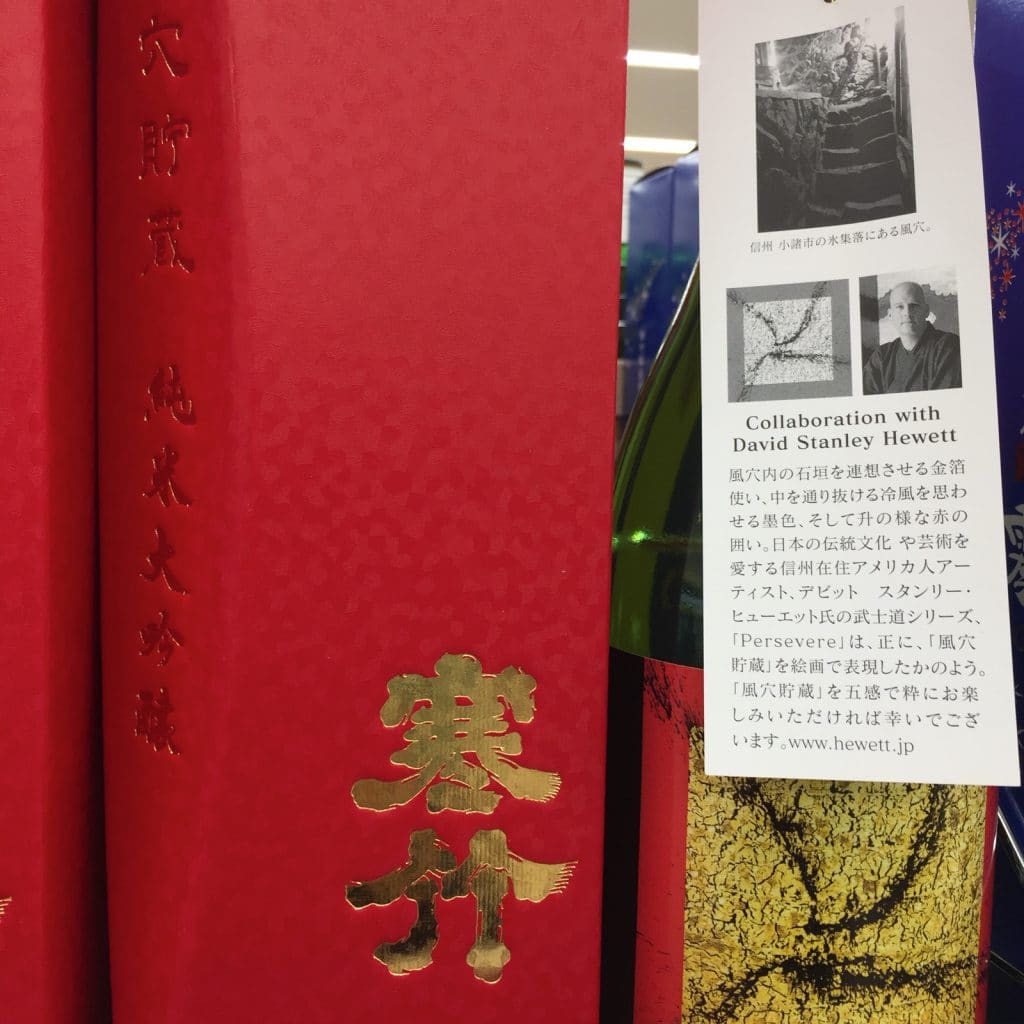 穴貯蔵 純米大吟醸
寒竹
信州 小諸市の氷集落にある風穴。
Collaboration with
David Stanley Hewett
風穴内の石垣を連想させる金箔
使い、中を通り抜ける冷風を思わ
せる墨色、そして升の様な赤の
囲い。日本の伝統文化 や芸術を
愛する信州在住アメリカ人アー
ティスト、デビット　スタンリー・
ヒューエット氏の武士道シリーズ、
「Persevere」は、正に、「風穴
貯蔵」を絵画で表現したかのよう。
「風穴貯蔵」を五感で粋にお楽
しみいただければ幸いでござ
います。www.hewett.jp